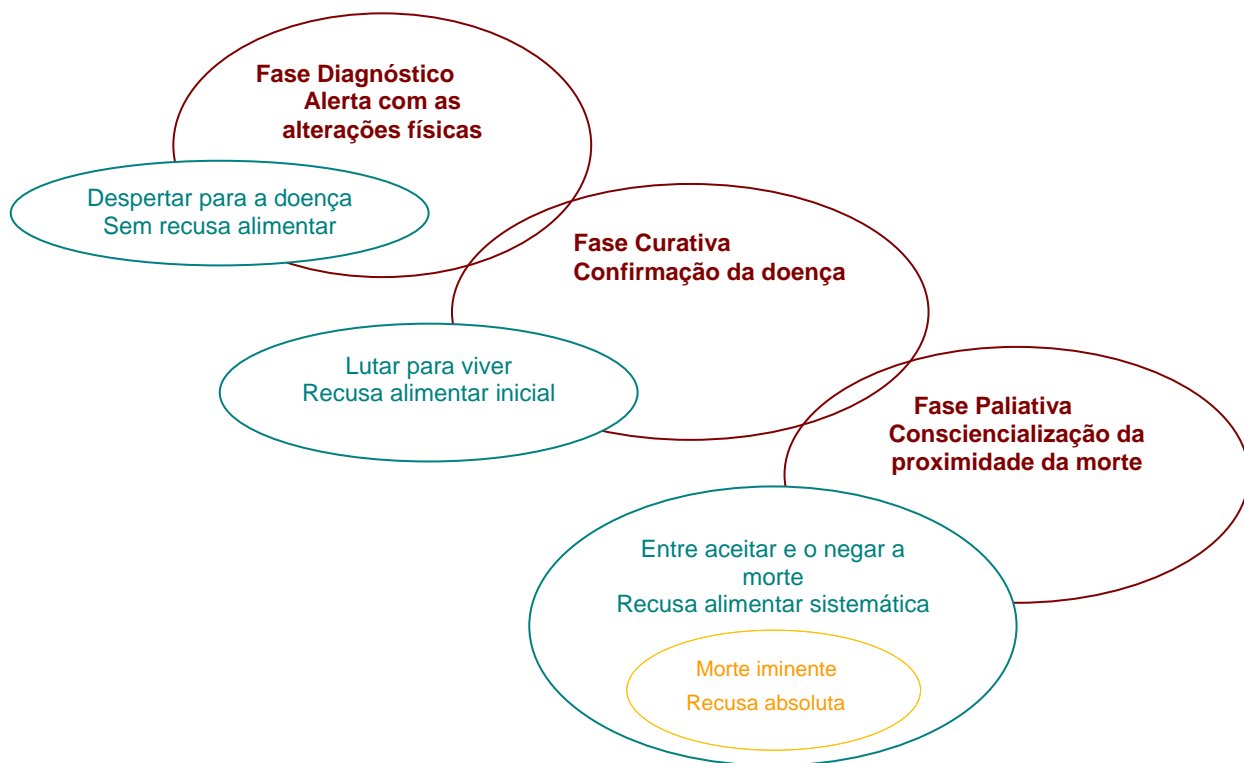 Fase Diagnóstico
Alerta com as
alterações físicas
Despertar para a doença
Sem recusa alimentar
Fase Curativa
Confirmação da doença
Lutar para viver
Recusa alimentar inicial
Fase Paliativa
Consciencialização da
proximidade da morte
Entre aceitar e o negar a
morte
Recusa alimentar sistemática
Morte iminente
Recusa absoluta